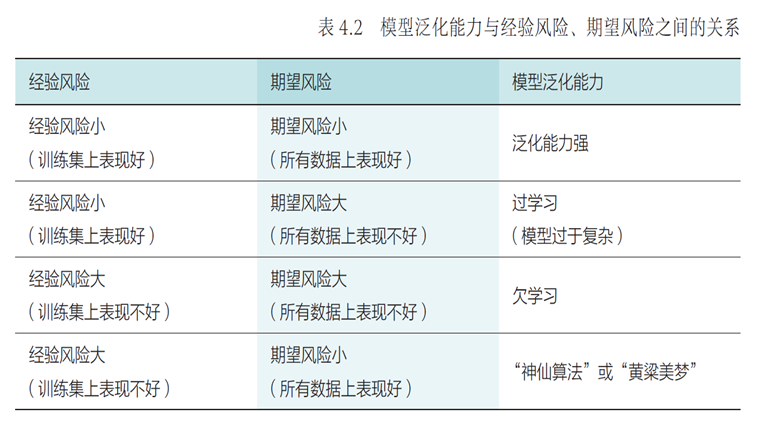 表 4.2 模型泛化能力与经验风险、期望风险之间的关系
经验风险 期望风险 模型泛化能力
经验风险小
（训练集上表现好）
期望风险小
（所有数据上表现好）
泛化能力强
经验风险小
（训练集上表现好）
期望风险大
（所有数据上表现不好）
过学习
（模型过于复杂）
经验风险大
（训练集上表现不好）
期望风险大
（所有数据上表现不好）
欠学习
经验风险大
（训练集上表现不好）
期望风险小
（所有数据上表现好）
“神仙算法”或“黄梁美梦”